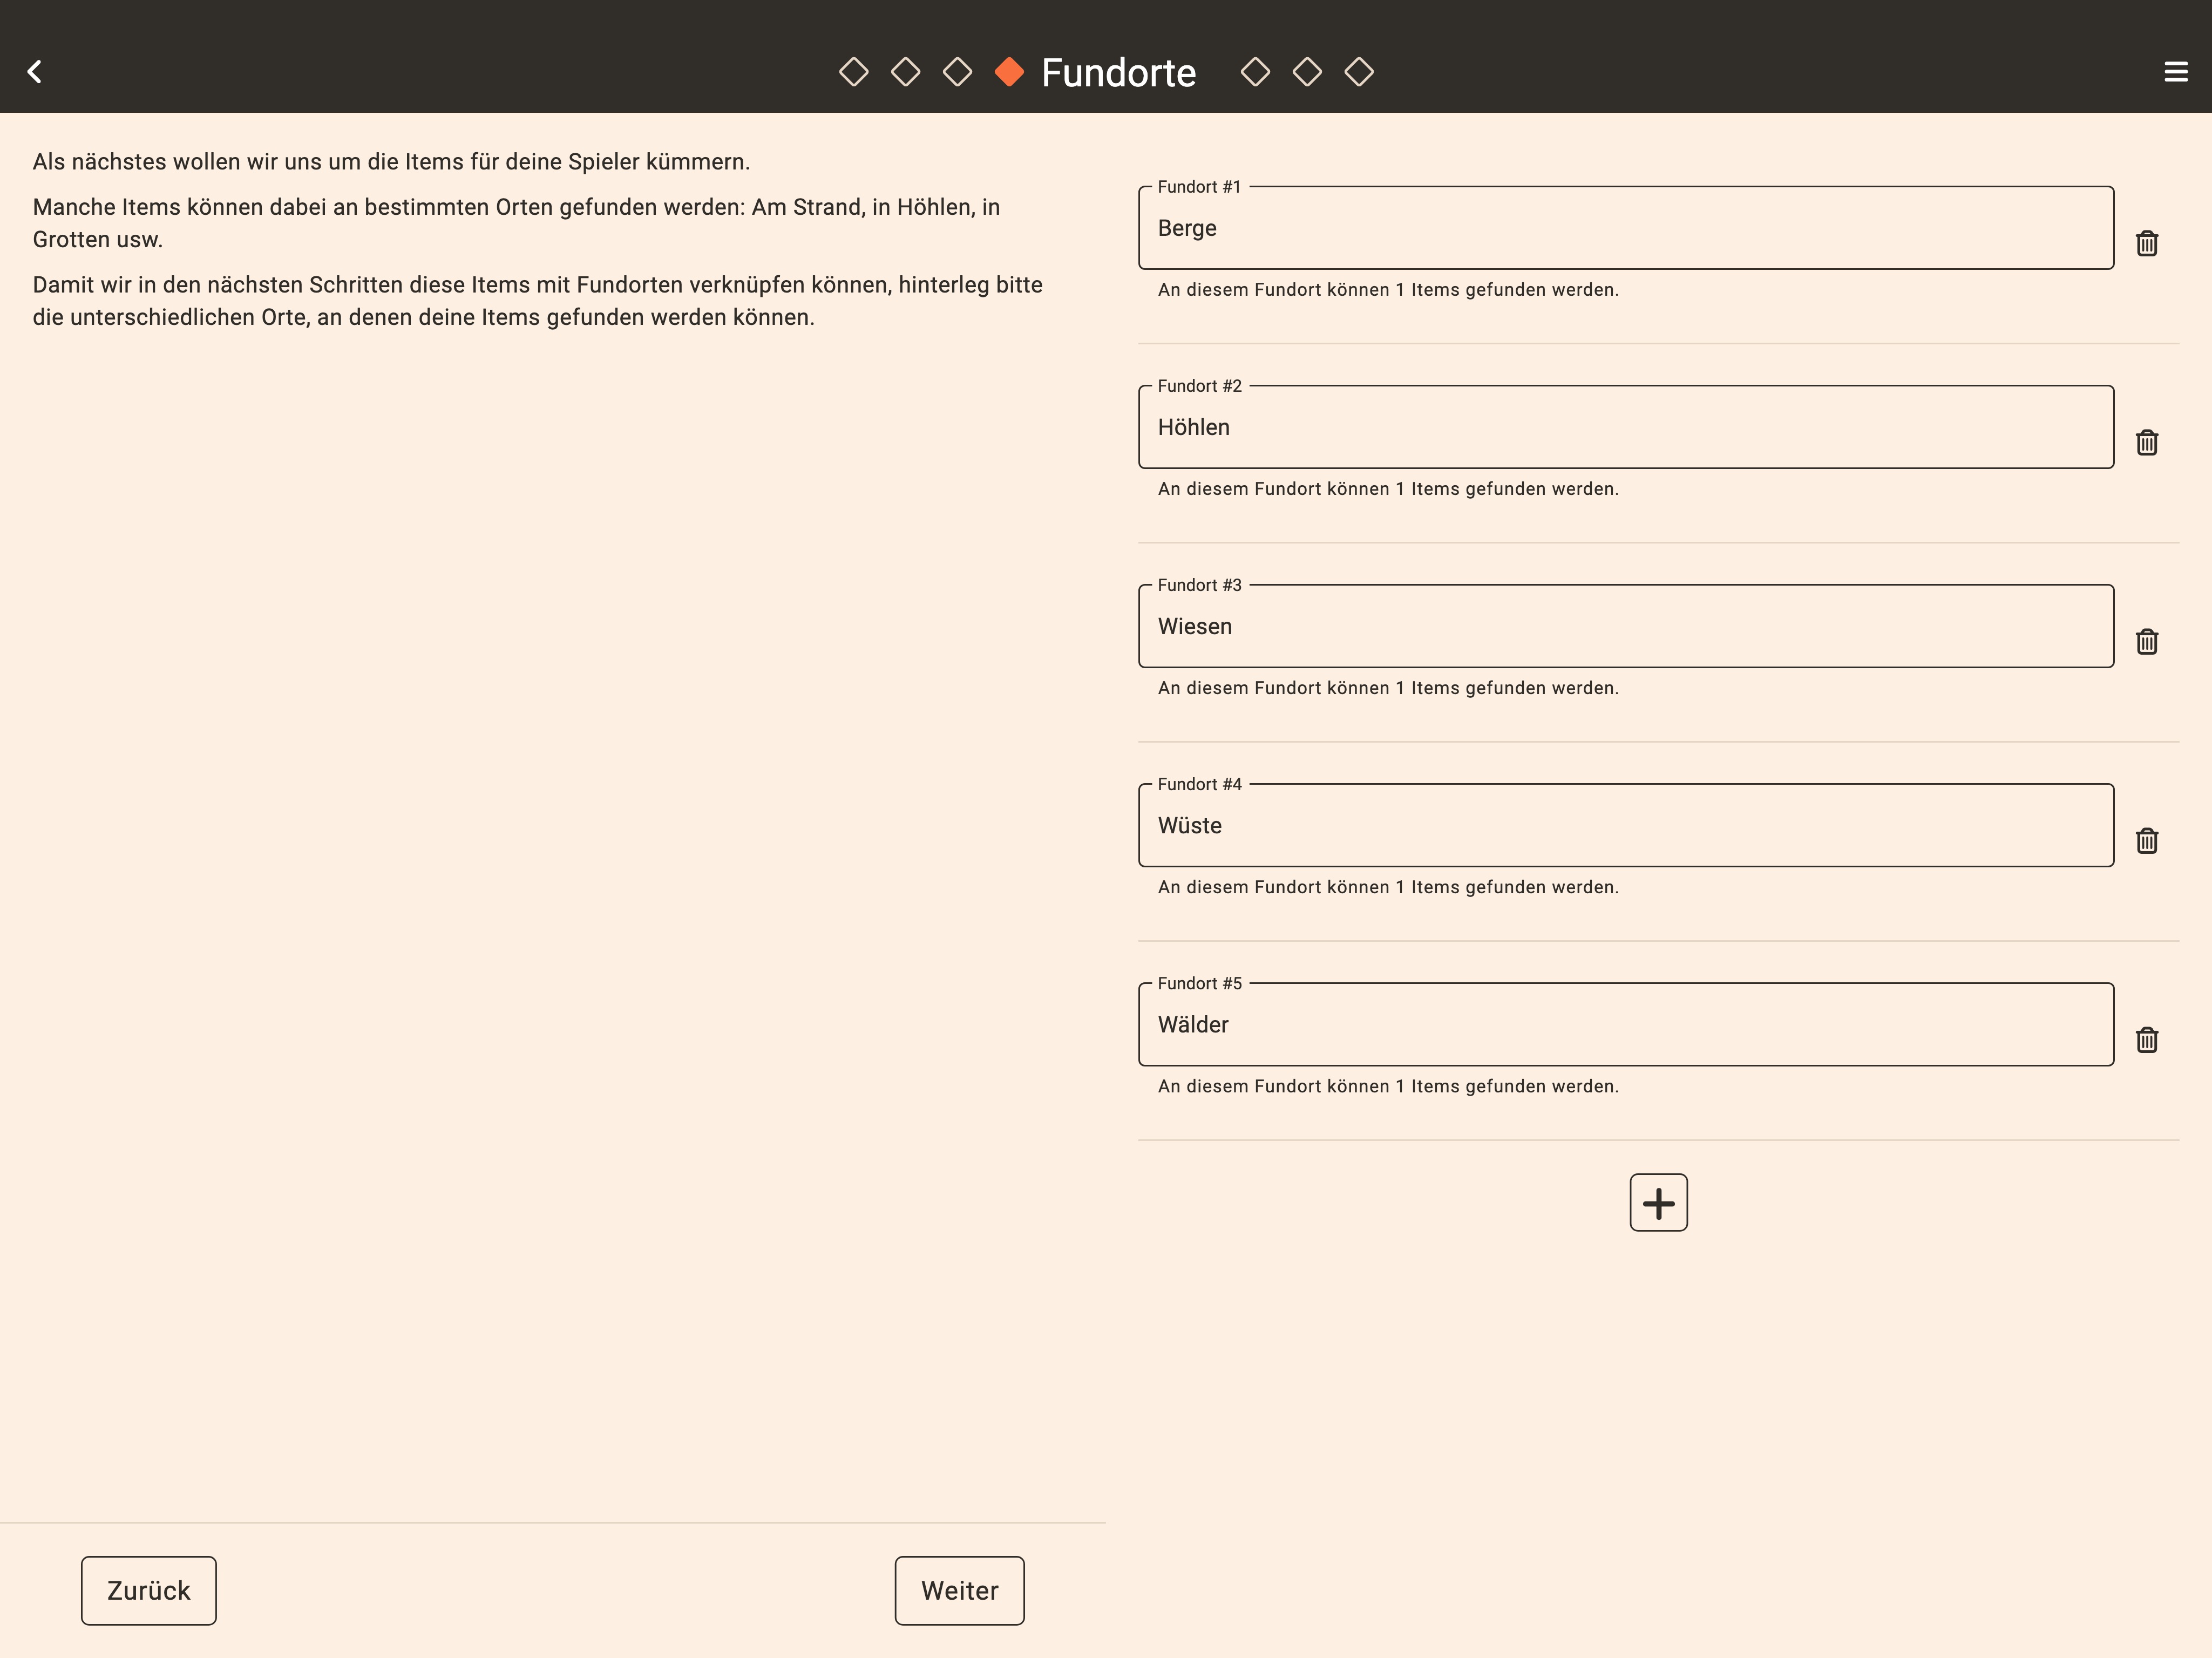 Fundorte
Als nächstes wollen wir uns um die Items für deine Spieler kümmern.
Manche Items können dabei an bestimmten Orten gefunden werden: Am Strand, in Höhlen, in
Grotten usw.
Damit wir in den nächsten Schritten diese Items mit Fundorten verknüpfen können, hinterleg bitte
die unterschiedlichen Orte, an denen deine Items gefunden werden können.
Fundort #1
Berge
An diesem Fundort können 1 Items gefunden werden.
Fundort #2
Höhlen
An diesem Fundort können 1 Items gefunden werden.
Fundort #3
Wiesen
An diesem Fundort können 1 Items gefunden werden.
Fundort #4
Wüste
An diesem Fundort können 1 Items gefunden werden.
Fundort #5
Wälder
An diesem Fundort können 1 Items gefunden werden.
Zurück
Weiter